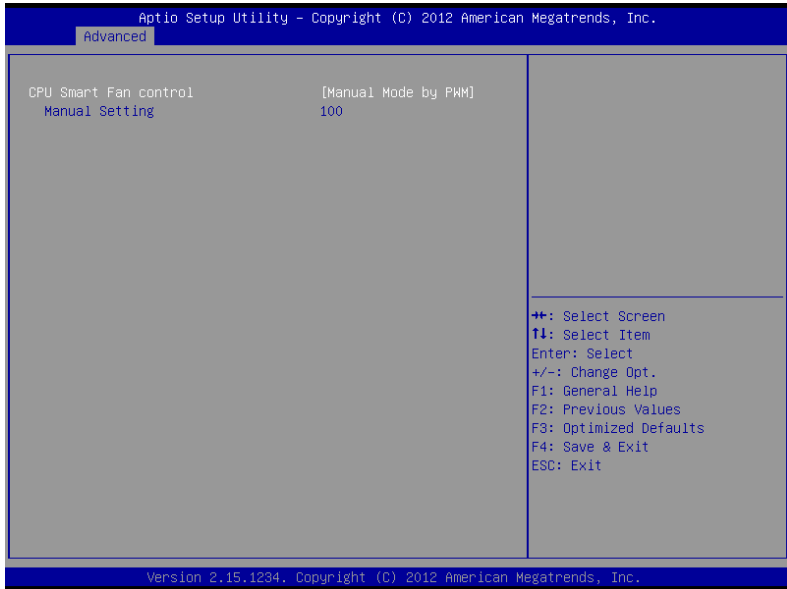 Aptio Setup Utility – Copyright (C) 2012 American Megatrends, Inc.
Advanced
CPU Smart Fan control [Manual Mode by PWM]
Manual Setting 100
→←: Select Screen
↑↓: Select Item
Enter: Select
+/-: Change Opt.
F1: General Help
F2: Previous Values
F3: Optimized Defaults
F4: Save & Exit
ESC: Exit
Version 2.15.1234. Copyright (C) 2012 American Megatrends, Inc.